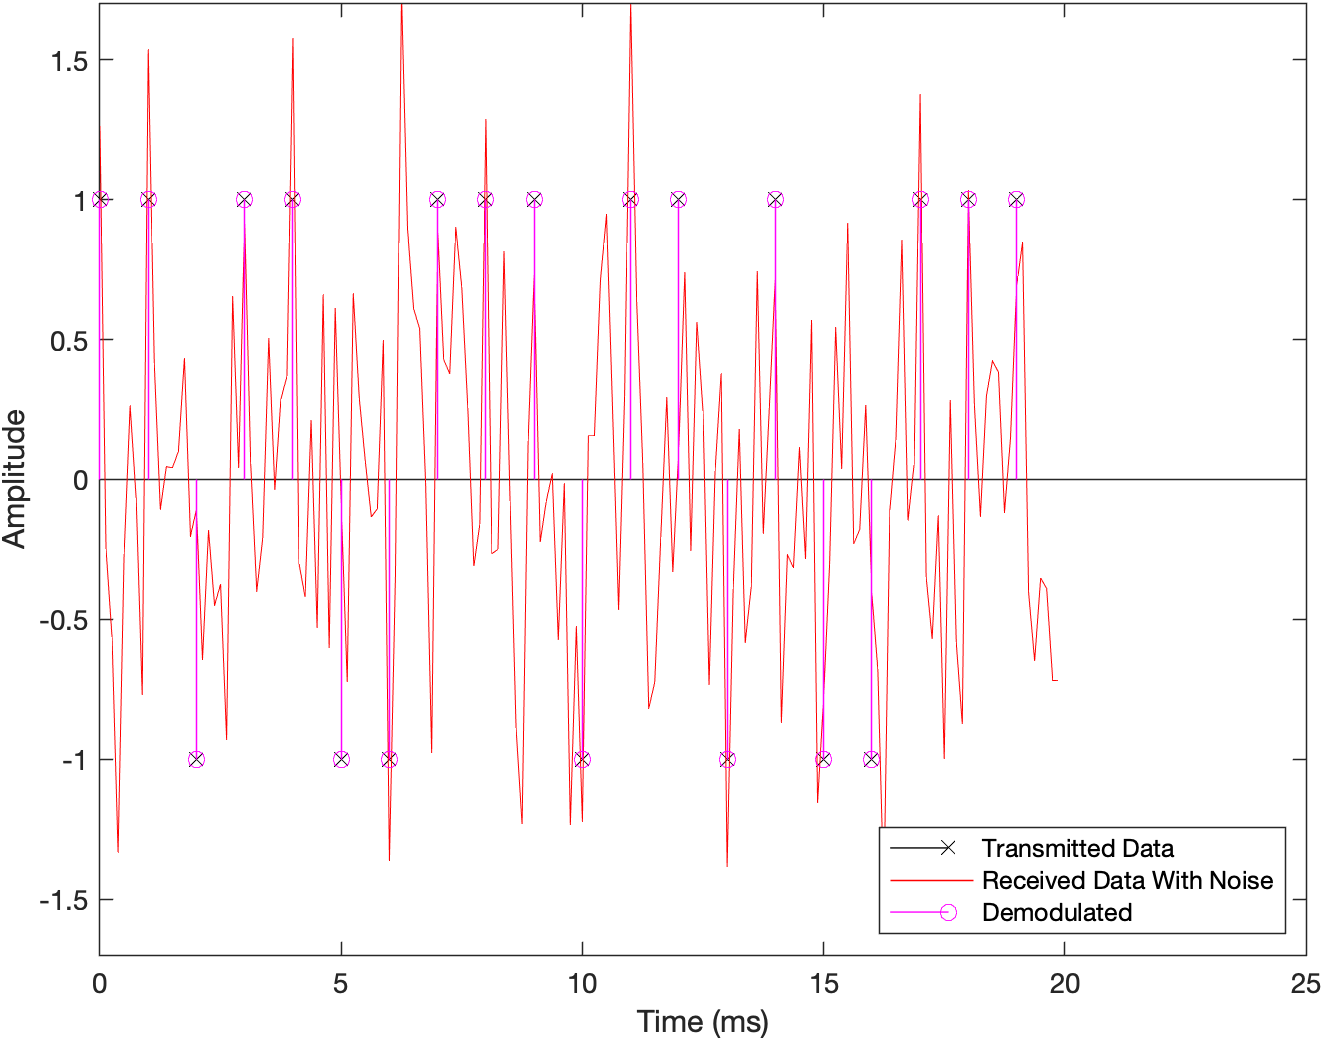 1.5
1
0.5
0
-0.5
-1
-1.5
Amplitude
0 5 10 15 20 25
Time (ms)
Transmitted Data
Received Data With Noise
Demodulated